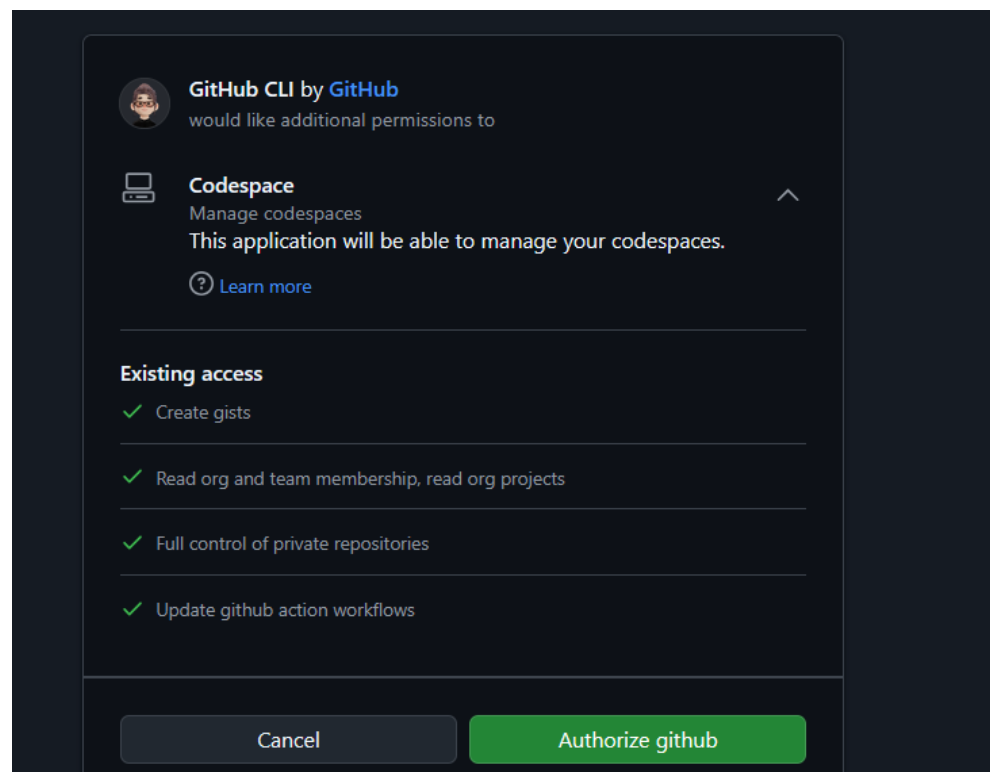 GitHub CLI by GitHub
would like additional permissions to
Codespace
Manage codespaces
This application will be able to manage your codespaces.
Learn more
Existing access
Create gists
Read org and team membership, read org projects
Full control of private repositories
Update github action workflows
Cancel
Authorize github